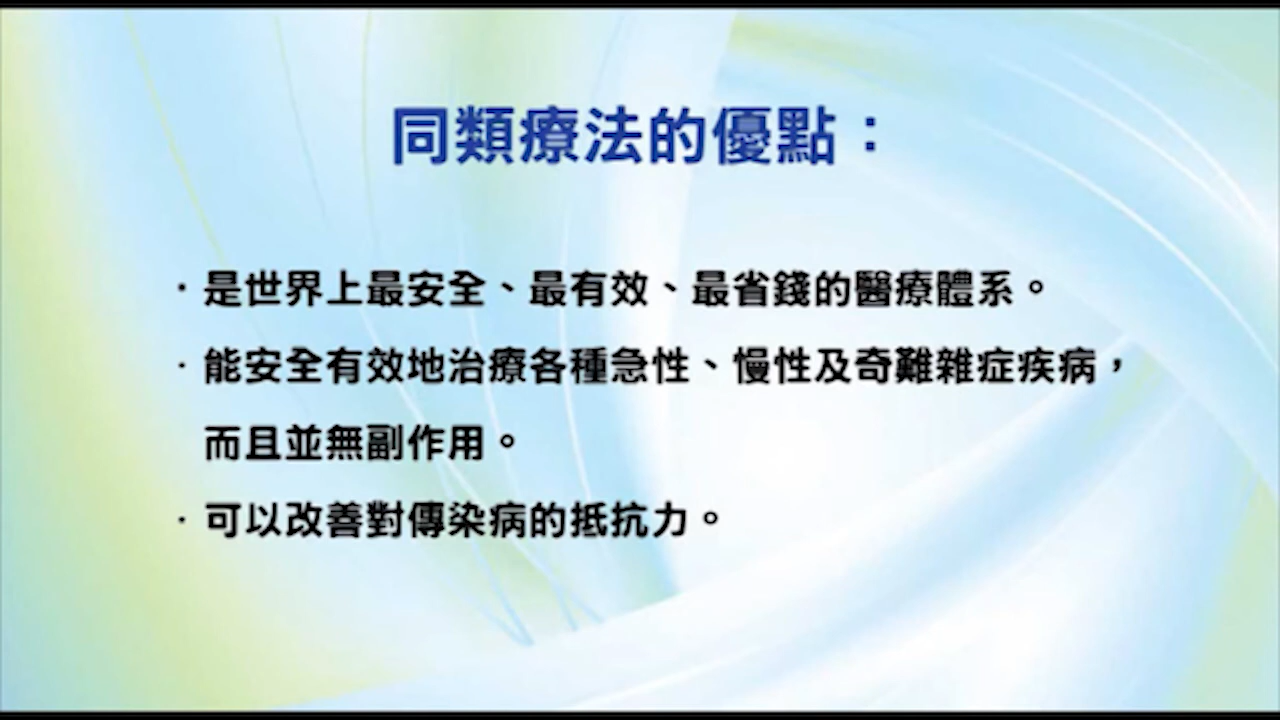 同類療法的優點：
·是世界上最安全、最有效、最省錢的醫療體系。
·能安全有效地治療各種急性、慢性及奇難雜症疾病，
而且並無副作用。
·可以改善對傳染病的抵抗力。